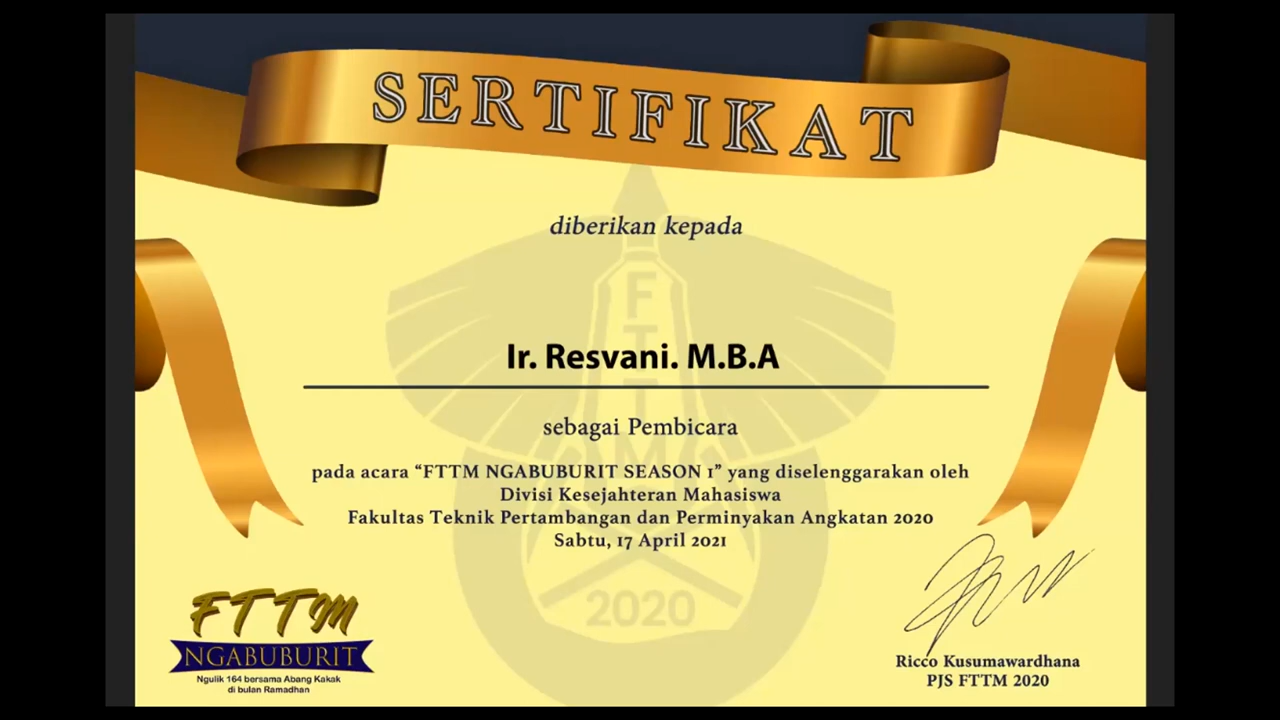 SERTIFIKAT
diberikan kepada
Ir. Resvani. M.B.A
sebagai Pembicara
pada acara “FTTM NGABUBURIT SEASON 1” yang diselenggarakan oleh
Divisi Kesejahteran Mahasiswa
Fakultas Teknik Pertambangan dan Perminyakan Angkatan 2020
Sabtu, 17 April 2021
FTTM
2020
FTTM
NGABUBURIT
Ngulik 164 bersama Abang Kakak
di bulan Ramadhan
Ricco Kusumawardhana
PJS FTTM 2020